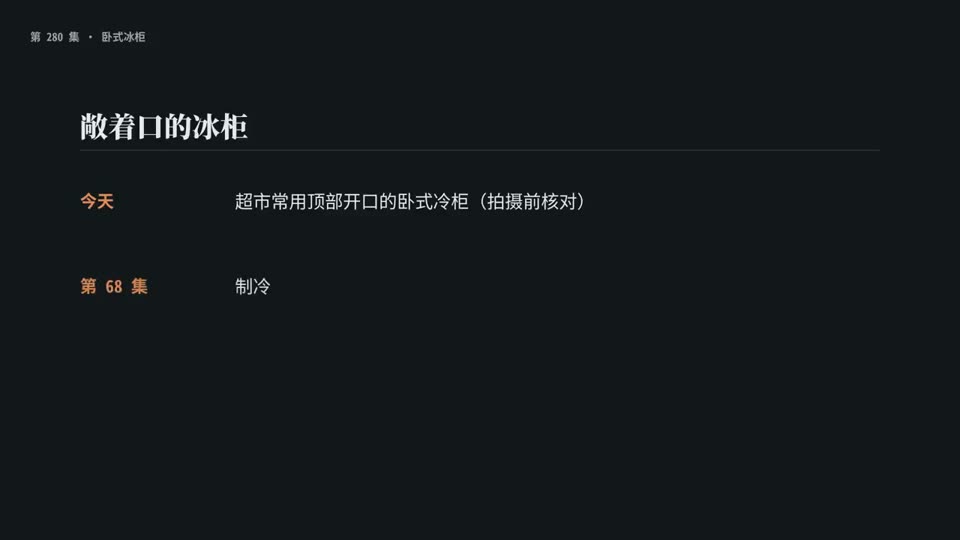 第 280 集 · 卧式冰柜
敞着口的冰柜
今天 超市常用顶部开口的卧式冷柜（拍摄前核对）
第 68 集 制冷